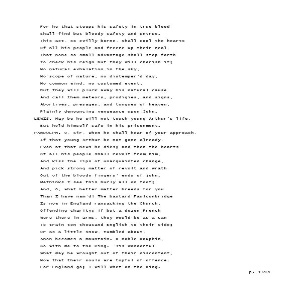 For he that steeps his safety in true blood
Shall find but bloody safety and untrue.
This act, so evilly borne, shall cool the hearts
Of all his people and freeze up their zeal,
That none so small advantage shall step forth
To check his reign but they will cherish it;
No natural exhalation in the sky,
No scope of nature, no distemper'd day,
No common wind, no customed event,
But they will pluck away his natural cause
And call them meteors, prodigies, and signs,
Abortives, presages, and tongues of heaven,
Plainly denouncing vengeance upon John.
LEWIS. May be he will not touch young Arthur's life,
But hold himself safe in his prisonment.
PANDULPH. O, sir, when he shall hear of your approach,
If that young Arthur be not gone already,
Even at that news he dies; and then the hearts
Of all his people shall revolt from him,
And kiss the lips of unacquainted change,
And pick strong matter of revolt and wrath
Out of the bloody fingers' ends of John.
Methinks I see this hurly all on foot;
And, O, what better matter breeds for you
Than I have nam'd! The bastard Faulconbridge
Is now in England ransacking the Church,
Offending charity; if but a dozen French
Were there in arms, they would be as a call
To train ten thousand English to their side;
Or as a little snow, tumbled about,
Anon becomes a mountain. O noble Dauphin,
Go with me to the King. 'Tis wonderful
What may be wrought out of their discontent,
Now that their souls are topful of offence.
For England go; I will whet on the King.